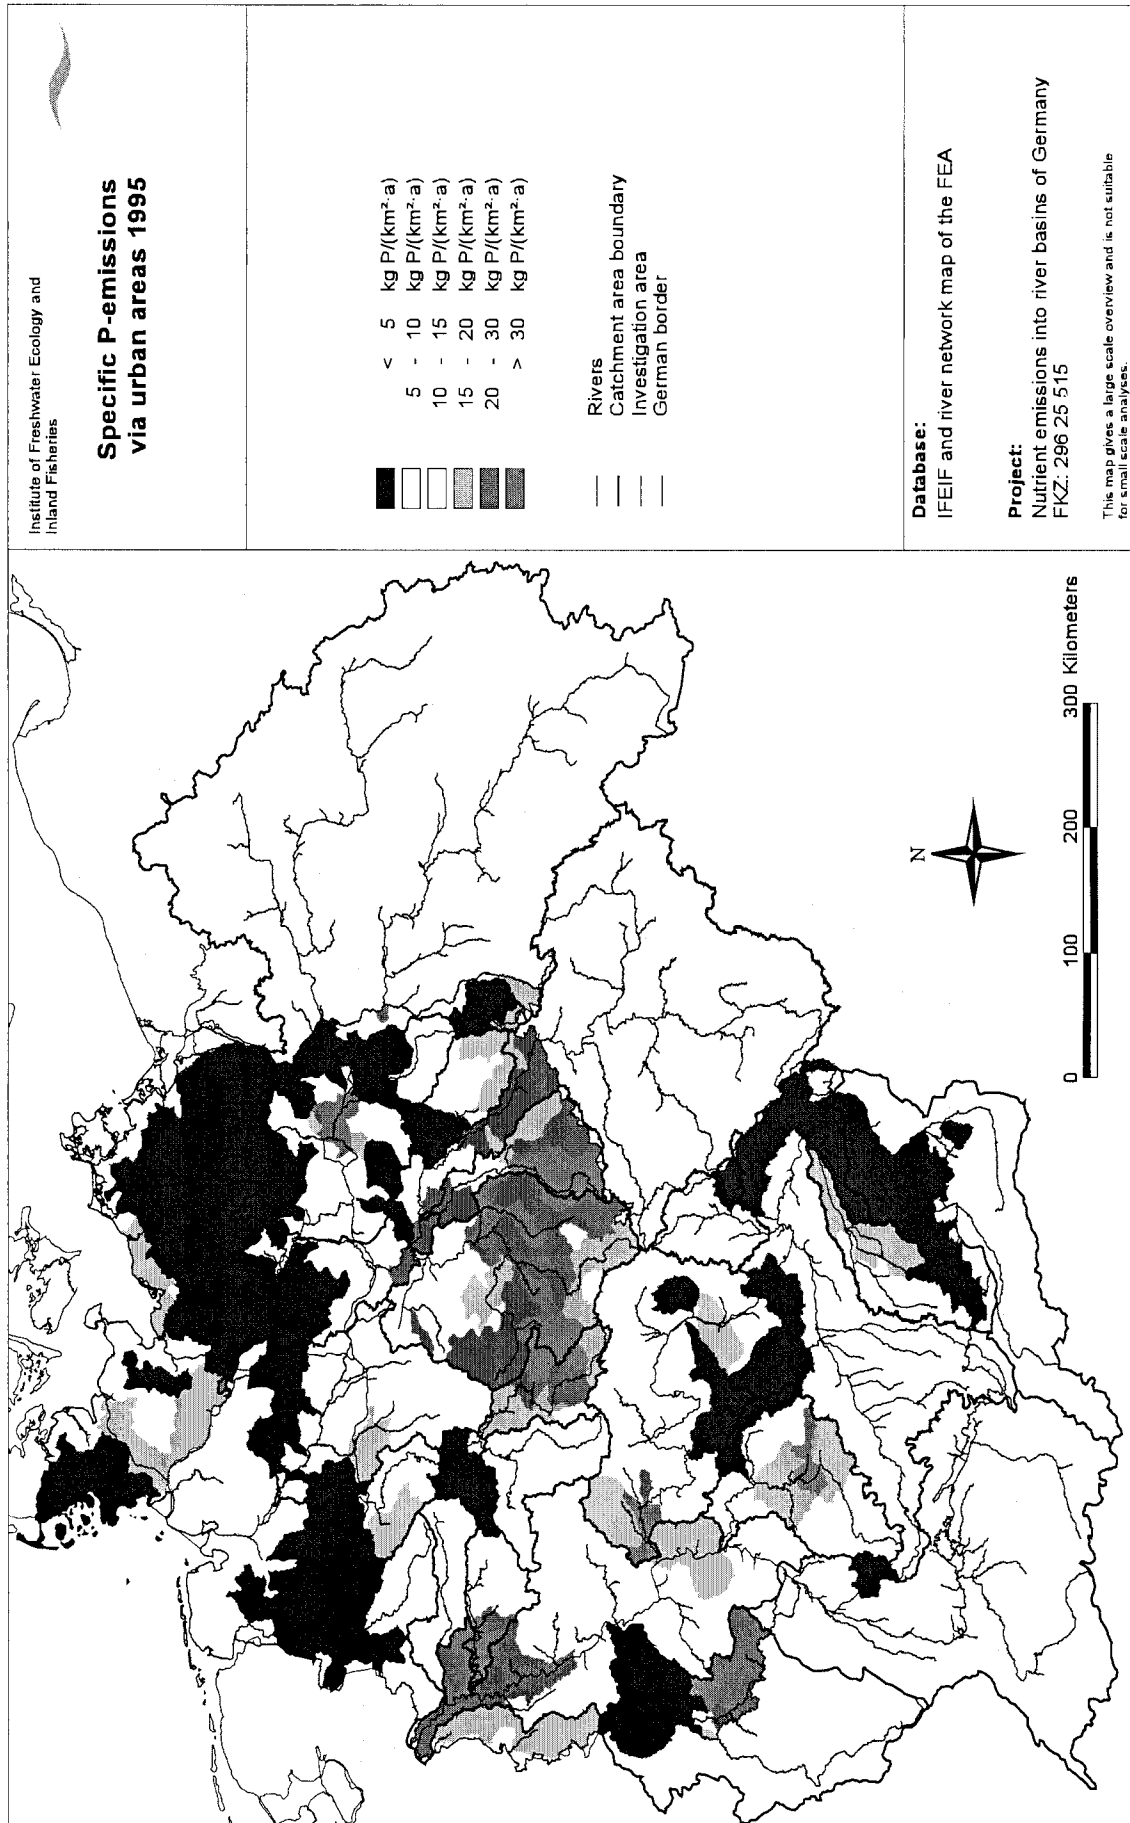 Institute of Freshwater Ecology and
Inland Fisheries
Specific P-emissions
via urban areas 1995
< 5 kg P/(km²·a)
5 - 10 kg P/(km²·a)
10 - 15 kg P/(km²·a)
15 - 20 kg P/(km²·a)
20 - 30 kg P/(km²·a)
> 30 kg P/(km²·a)
Rivers
Catchment area boundary
Investigation area
German border
Database:
IFEIF and river network map of the FEA
Project:
Nutrient emissions into river basins of Germany
FKZ: 296 25 515
This map gives a large scale overview and is not suitable
for small scale analyses.
N
0 100 200 300 Kilometers